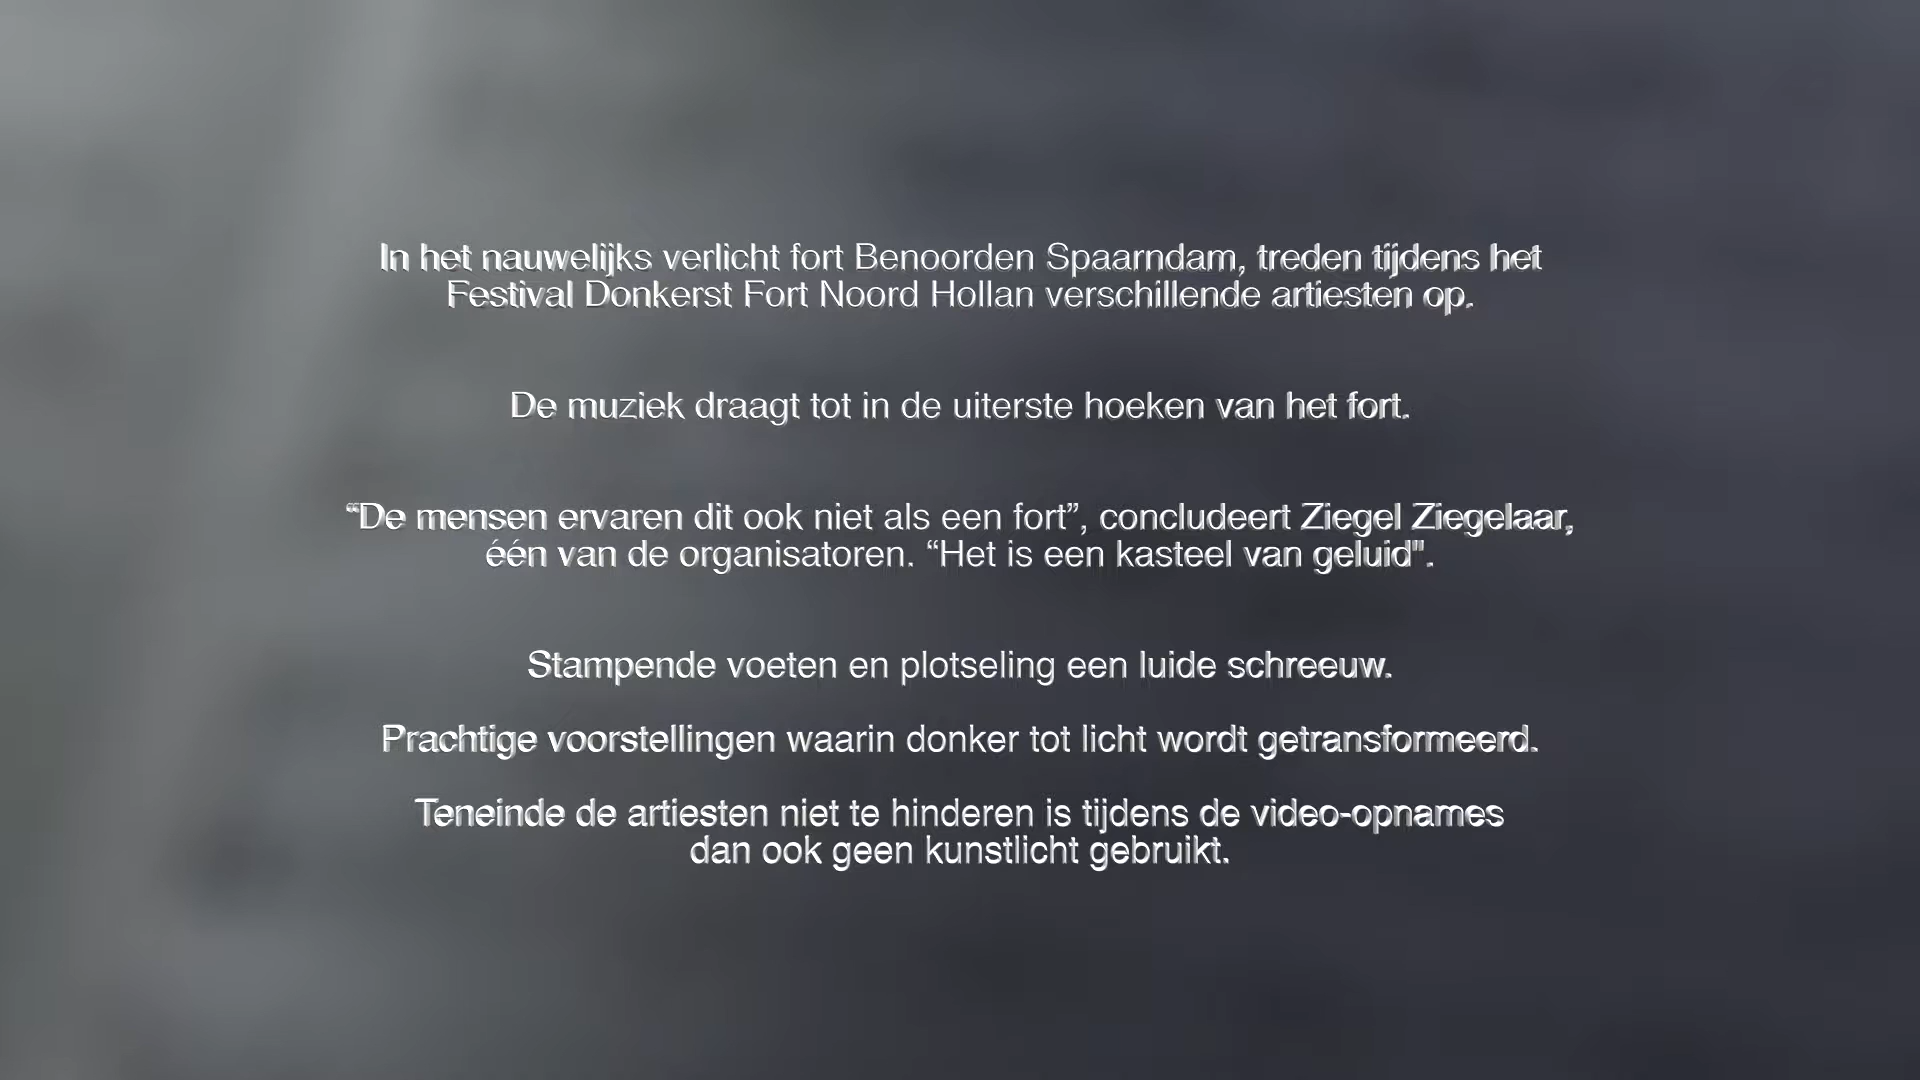 In het nauwelijks verlicht fort Benoorden Spaarndam, treden tijdens het
Festival Donkerst Fort Noord Hollan verschillende artiesten op.
De muziek draagt tot in de uiterste hoeken van het fort.
“De mensen ervaren dit ook niet als een fort”, concludeert Ziegel Ziegelaar,
één van de organisatoren. “Het is een kasteel van geluid".
Stampende voeten en plotseling een luide schreeuw.
Prachtige voorstellingen waarin donker tot licht wordt getransformeerd.
Teneinde de artiesten niet te hinderen is tijdens de video-opnames
dan ook geen kunstlicht gebruikt.